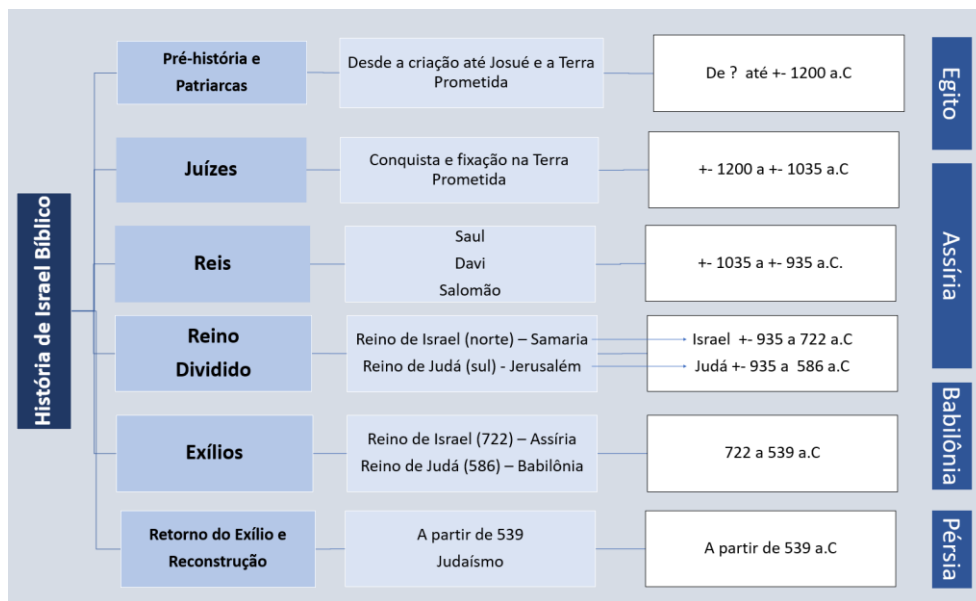 História de Israel Bíblico
Pré-história e
Patriarcas
Desde a criação até Josué e a Terra
Prometida
De ? até +- 1200 a.C
Egito
Juízes
Conquista e fixação na Terra
Prometida
+- 1200 a +- 1035 a.C
Assíria
Reis
Saul
Davi
Salomão
+- 1035 a +- 935 a.C.
Reino
Dividido
Reino de Israel (norte) – Samaria
Reino de Judá (sul) - Jerusalém
Israel +- 935 a 722 a.C
Judá +- 935 a 586 a.C
Babilônia
Exílios
Reino de Israel (722) – Assíria
Reino de Judá (586) – Babilônia
722 a 539 a.C
Retorno do Exílio e
Reconstrução
A partir de 539
Judaísmo
A partir de 539 a.C
Pérsia